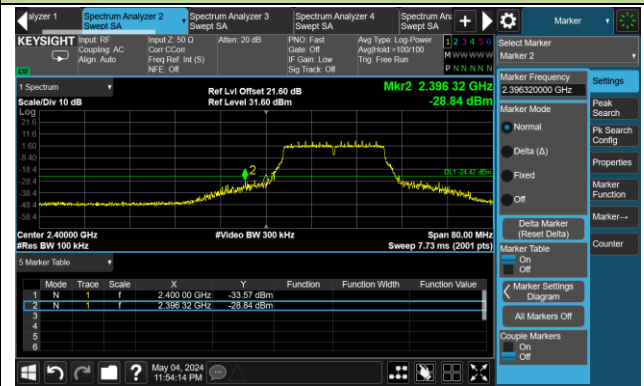 alyzer 1
Spectrum Analyzer 2
Swept SA
Spectrum Analyzer 3
Swept SA
Spectrum Analyzer 4
Swept SA
Spectrum An
Swept SA
Marker
KEYSIGHT
Input: RF
Coupling: AC
Align: Auto
Input Z: 50 Ω
Corr CCorr
Freq Ref: Int (S)
NFE: Off
Atten: 20 dB
PNO: Fast
Gate: Off
IF Gain: Low
Sig Track: Off
Avg Type: Log-Power
Avg|Hold:>100/100
Trig: Free Run
1 2 3 4 5 6
M W W W W W
P N N N N N
Select Marker
Marker 2
1 Spectrum
Scale/Div 10 dB
Ref Lvl Offset 21.60 dB
Ref Level 31.60 dBm
Mkr2 2.396 32 GHz
-28.84 dBm
Log
21.6
11.6
1.60
-8.40
-18.4
-28.4
-38.4
-48.4
-58.4
2
DL1 -24.42 dBm
Center 2.40000 GHz
#Res BW 100 kHz
#Video BW 300 kHz
Span 80.00 MHz
Sweep 7.73 ms (2001 pts)
5 Marker Table
Mode Trace Scale X Y Function Function Width Function Value
1 N 1 f 2.400 00 GHz -33.57 dBm
2 N 1 f 2.396 32 GHz -28.84 dBm
3
4
5
6
Marker Frequency
2.396320000 GHz
Marker Mode
Normal
Delta (Δ)
Fixed
Off
Delta Marker
(Reset Delta)
Marker Table
On
Off
Marker Settings
Diagram
All Markers Off
Couple Markers
On
Off
Settings
Peak
Search
Pk Search
Config
Properties
Marker
Function
Marker→
Counter
May 04, 2024
11:54:14 PM